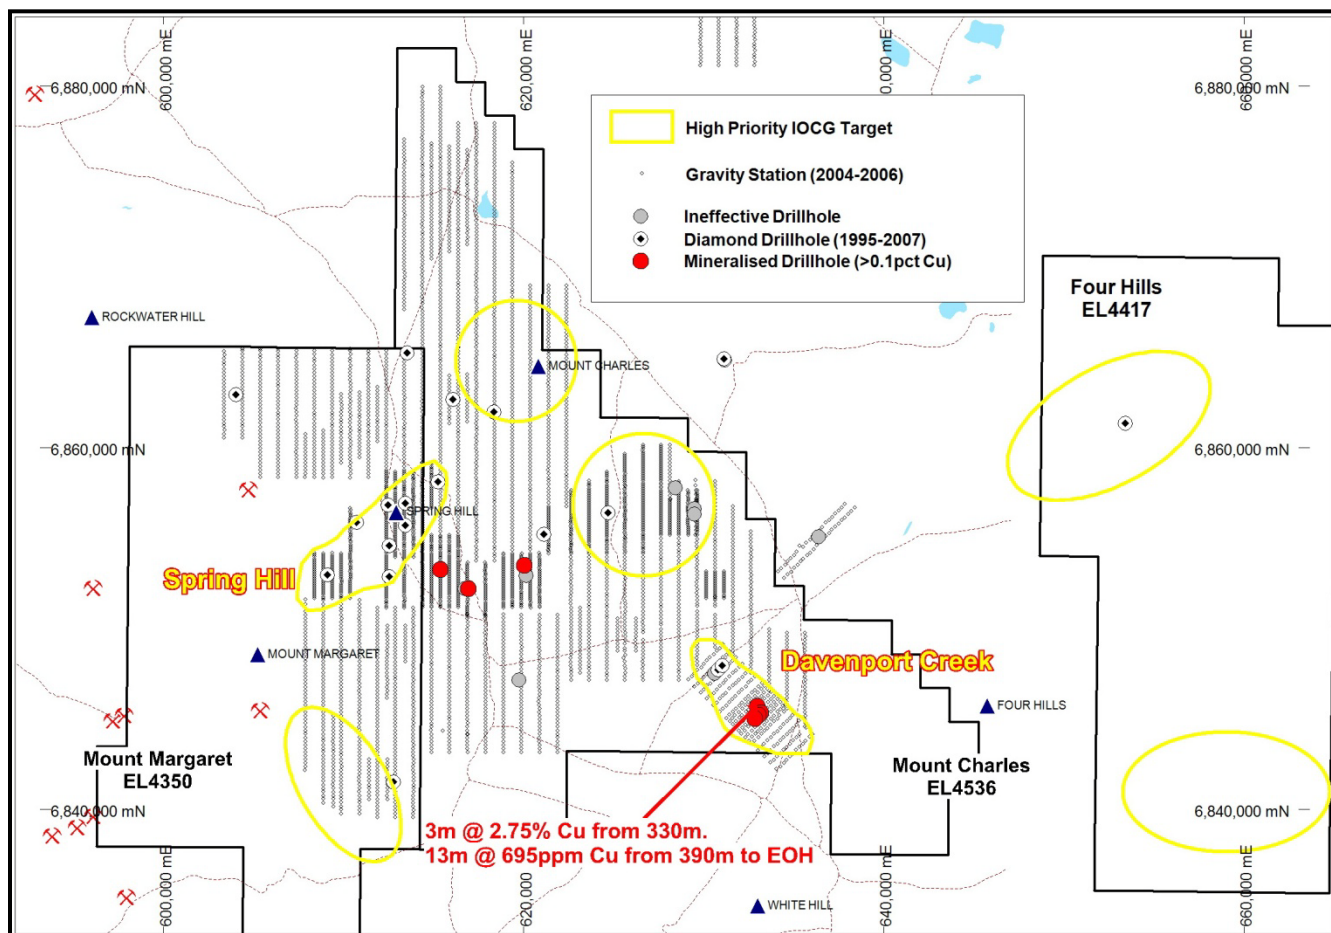 600,000 mE
620,000 mE
0,000 mE
660,000 mE
6,880,000 mN
6,880,000 mN
High Priority IOCG Target
Gravity Station (2004-2006)
Ineffective Drillhole
Diamond Drillhole (1995-2007)
Mineralised Drillhole (>0.1pct Cu)
Four Hills
EL4417
ROCKWATER HILL
MOUNT CHARLES
6,860,000 mN
6,860,000 mN
SPRING HILL
Spring Hill
MOUNT MARGARET
Davenport Creek
FOUR HILLS
Mount Margaret
EL4350
Mount Charles
EL4536
6,840,000 mN
6,840,000 mN
3m @ 2.75% Cu from 330m.
13m @ 695ppm Cu from 390m to EOH
WHITE HILL
600,000 mE
620,000
640,000 mE
660,000 mE